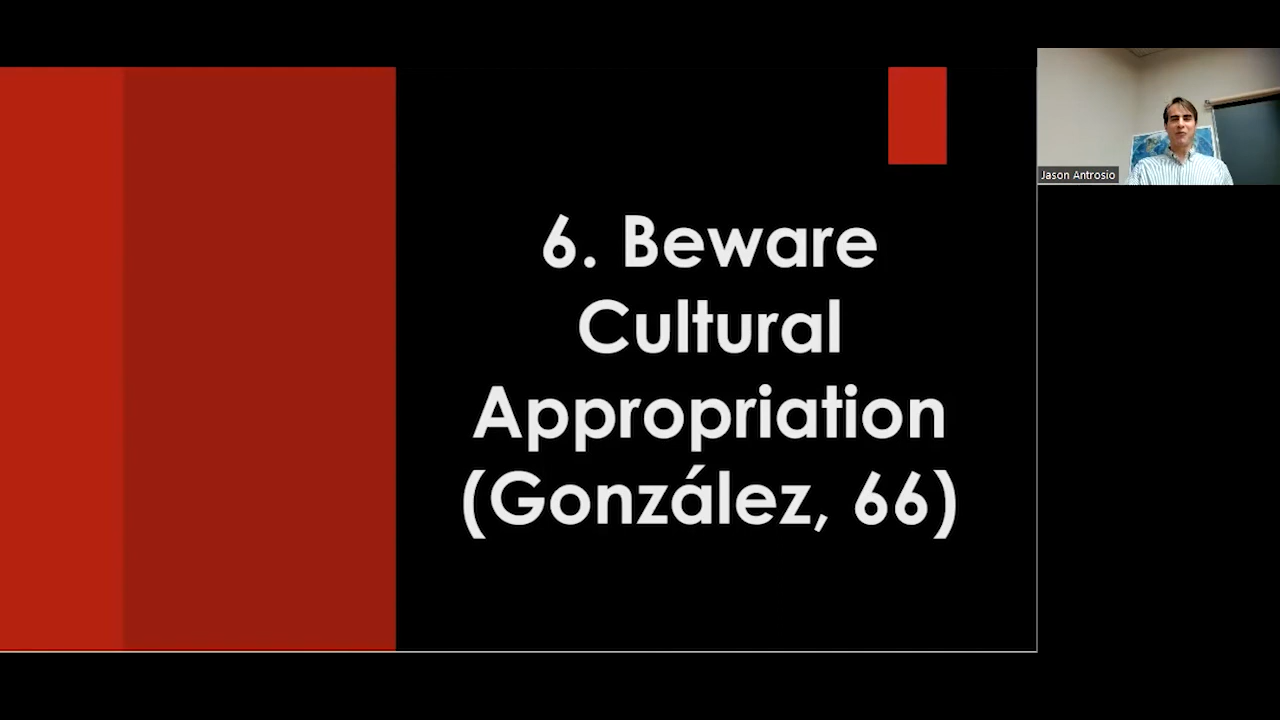 6. Beware
Cultural
Appropriation
(González, 66)
Jason Antrosio